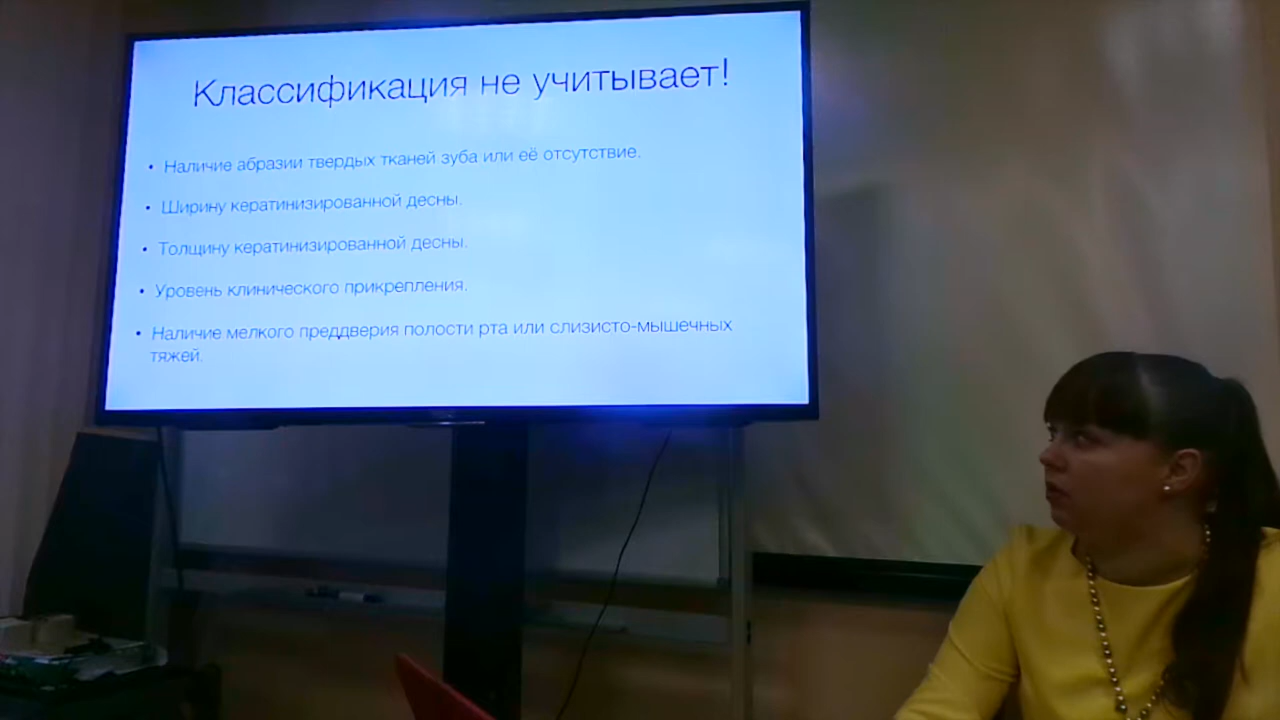 Классификация не учитывает!
• Наличие абразии твердых тканей зуба или её отсутствие.
• Ширину кератинизированной десны.
• Толщину кератинизированной десны.
• Уровень клинического прикрепления.
• Наличие мелкого преддверия полости рта или слизисто-мышечных
тяжей.